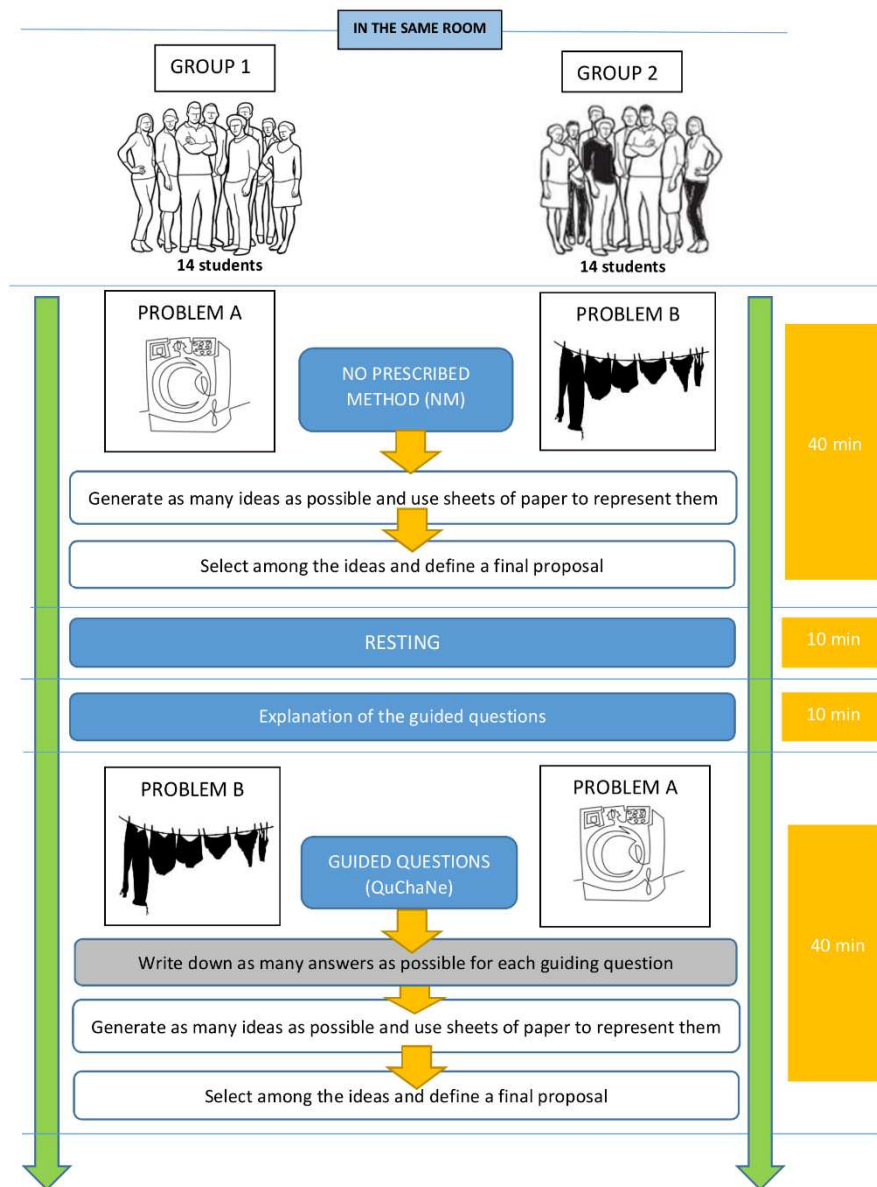 IN THE SAME ROOM
GROUP 1
GROUP 2
14 students
14 students
PROBLEM A
PROBLEM B
NO PRESCRIBED
METHOD (NM)
40 min
Generate as many ideas as possible and use sheets of paper to represent them
Select among the ideas and define a final proposal
RESTING
10 min
Explanation of the guided questions
10 min
PROBLEM B
PROBLEM A
GUIDED QUESTIONS
(QuChaNe)
40 min
Write down as many answers as possible for each guiding question
Generate as many ideas as possible and use sheets of paper to represent them
Select among the ideas and define a final proposal